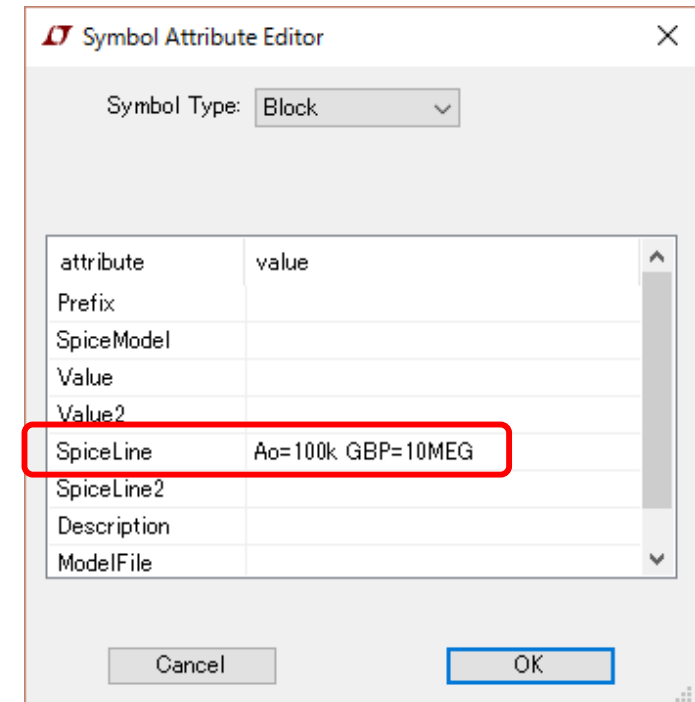 Symbol Attribute Editor
Symbol Type: Block
attribute value
Prefix
SpiceModel
Value
Value2
SpiceLine Ao=100k GBP=10MEG
SpiceLine2
Description
ModelFile
Cancel OK